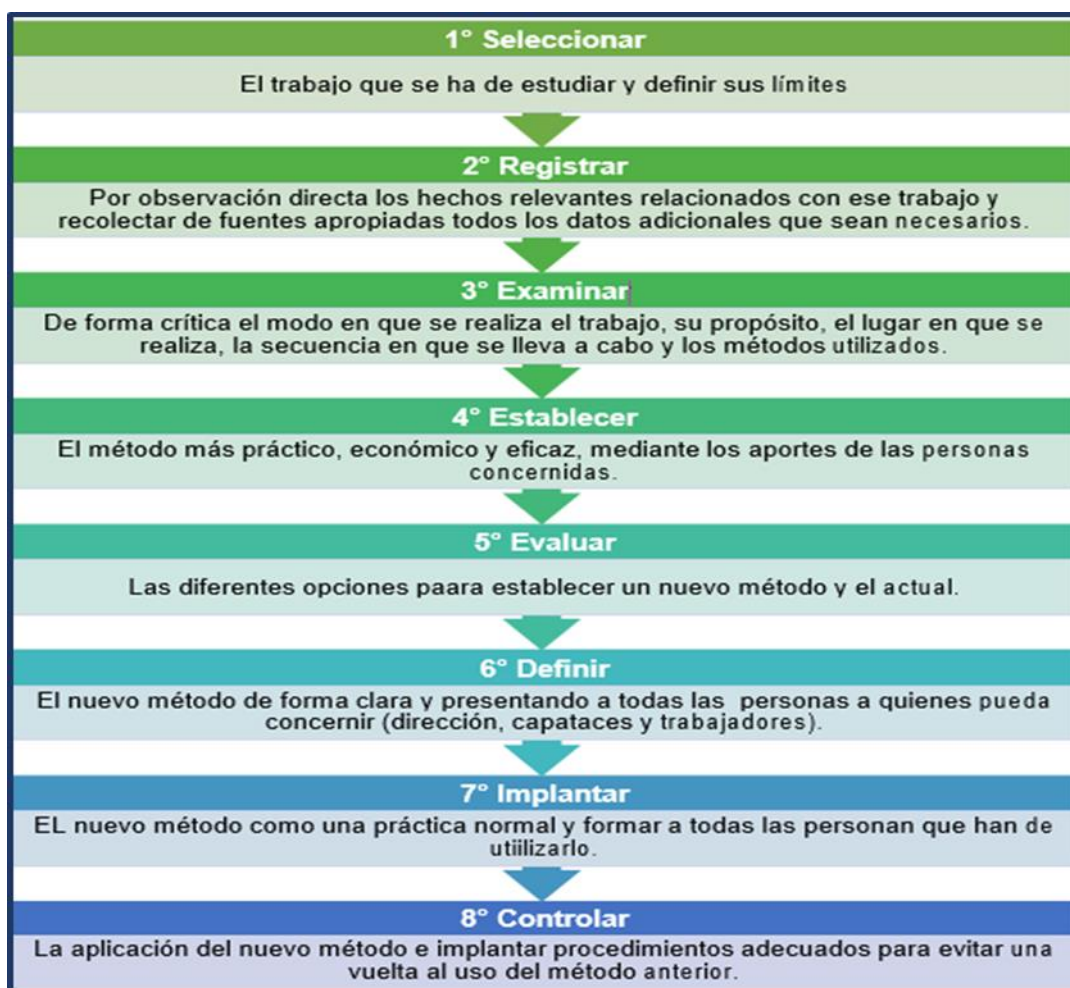 1° Seleccionar
El trabajo que se ha de estudiar y definir sus límites
2° Registrar
Por observación directa los hechos relevantes relacionados con ese trabajo y
recolectar de fuentes apropiadas todos los datos adicionales que sean necesarios.
3° Examinar
De forma crítica el modo en que se realiza el trabajo, su propósito, el lugar en que se
realiza, la secuencia en que se lleva a cabo y los métodos utilizados.
4° Establecer
El método más práctico, económico y eficaz, mediante los aportes de las personas
concernidas.
5° Evaluar
Las diferentes opciones paara establecer un nuevo método y el actual.
6° Definir
El nuevo método de forma clara y presentando a todas las personas a quienes pueda
concernir (dirección, capataces y trabajadores).
7° Implantar
EL nuevo método como una práctica normal y formar a todas las personan que han de
utiilizarlo.
8° Controlar
La aplicación del nuevo método e implantar procedimientos adecuados para evitar una
vuelta al uso del método anterior.